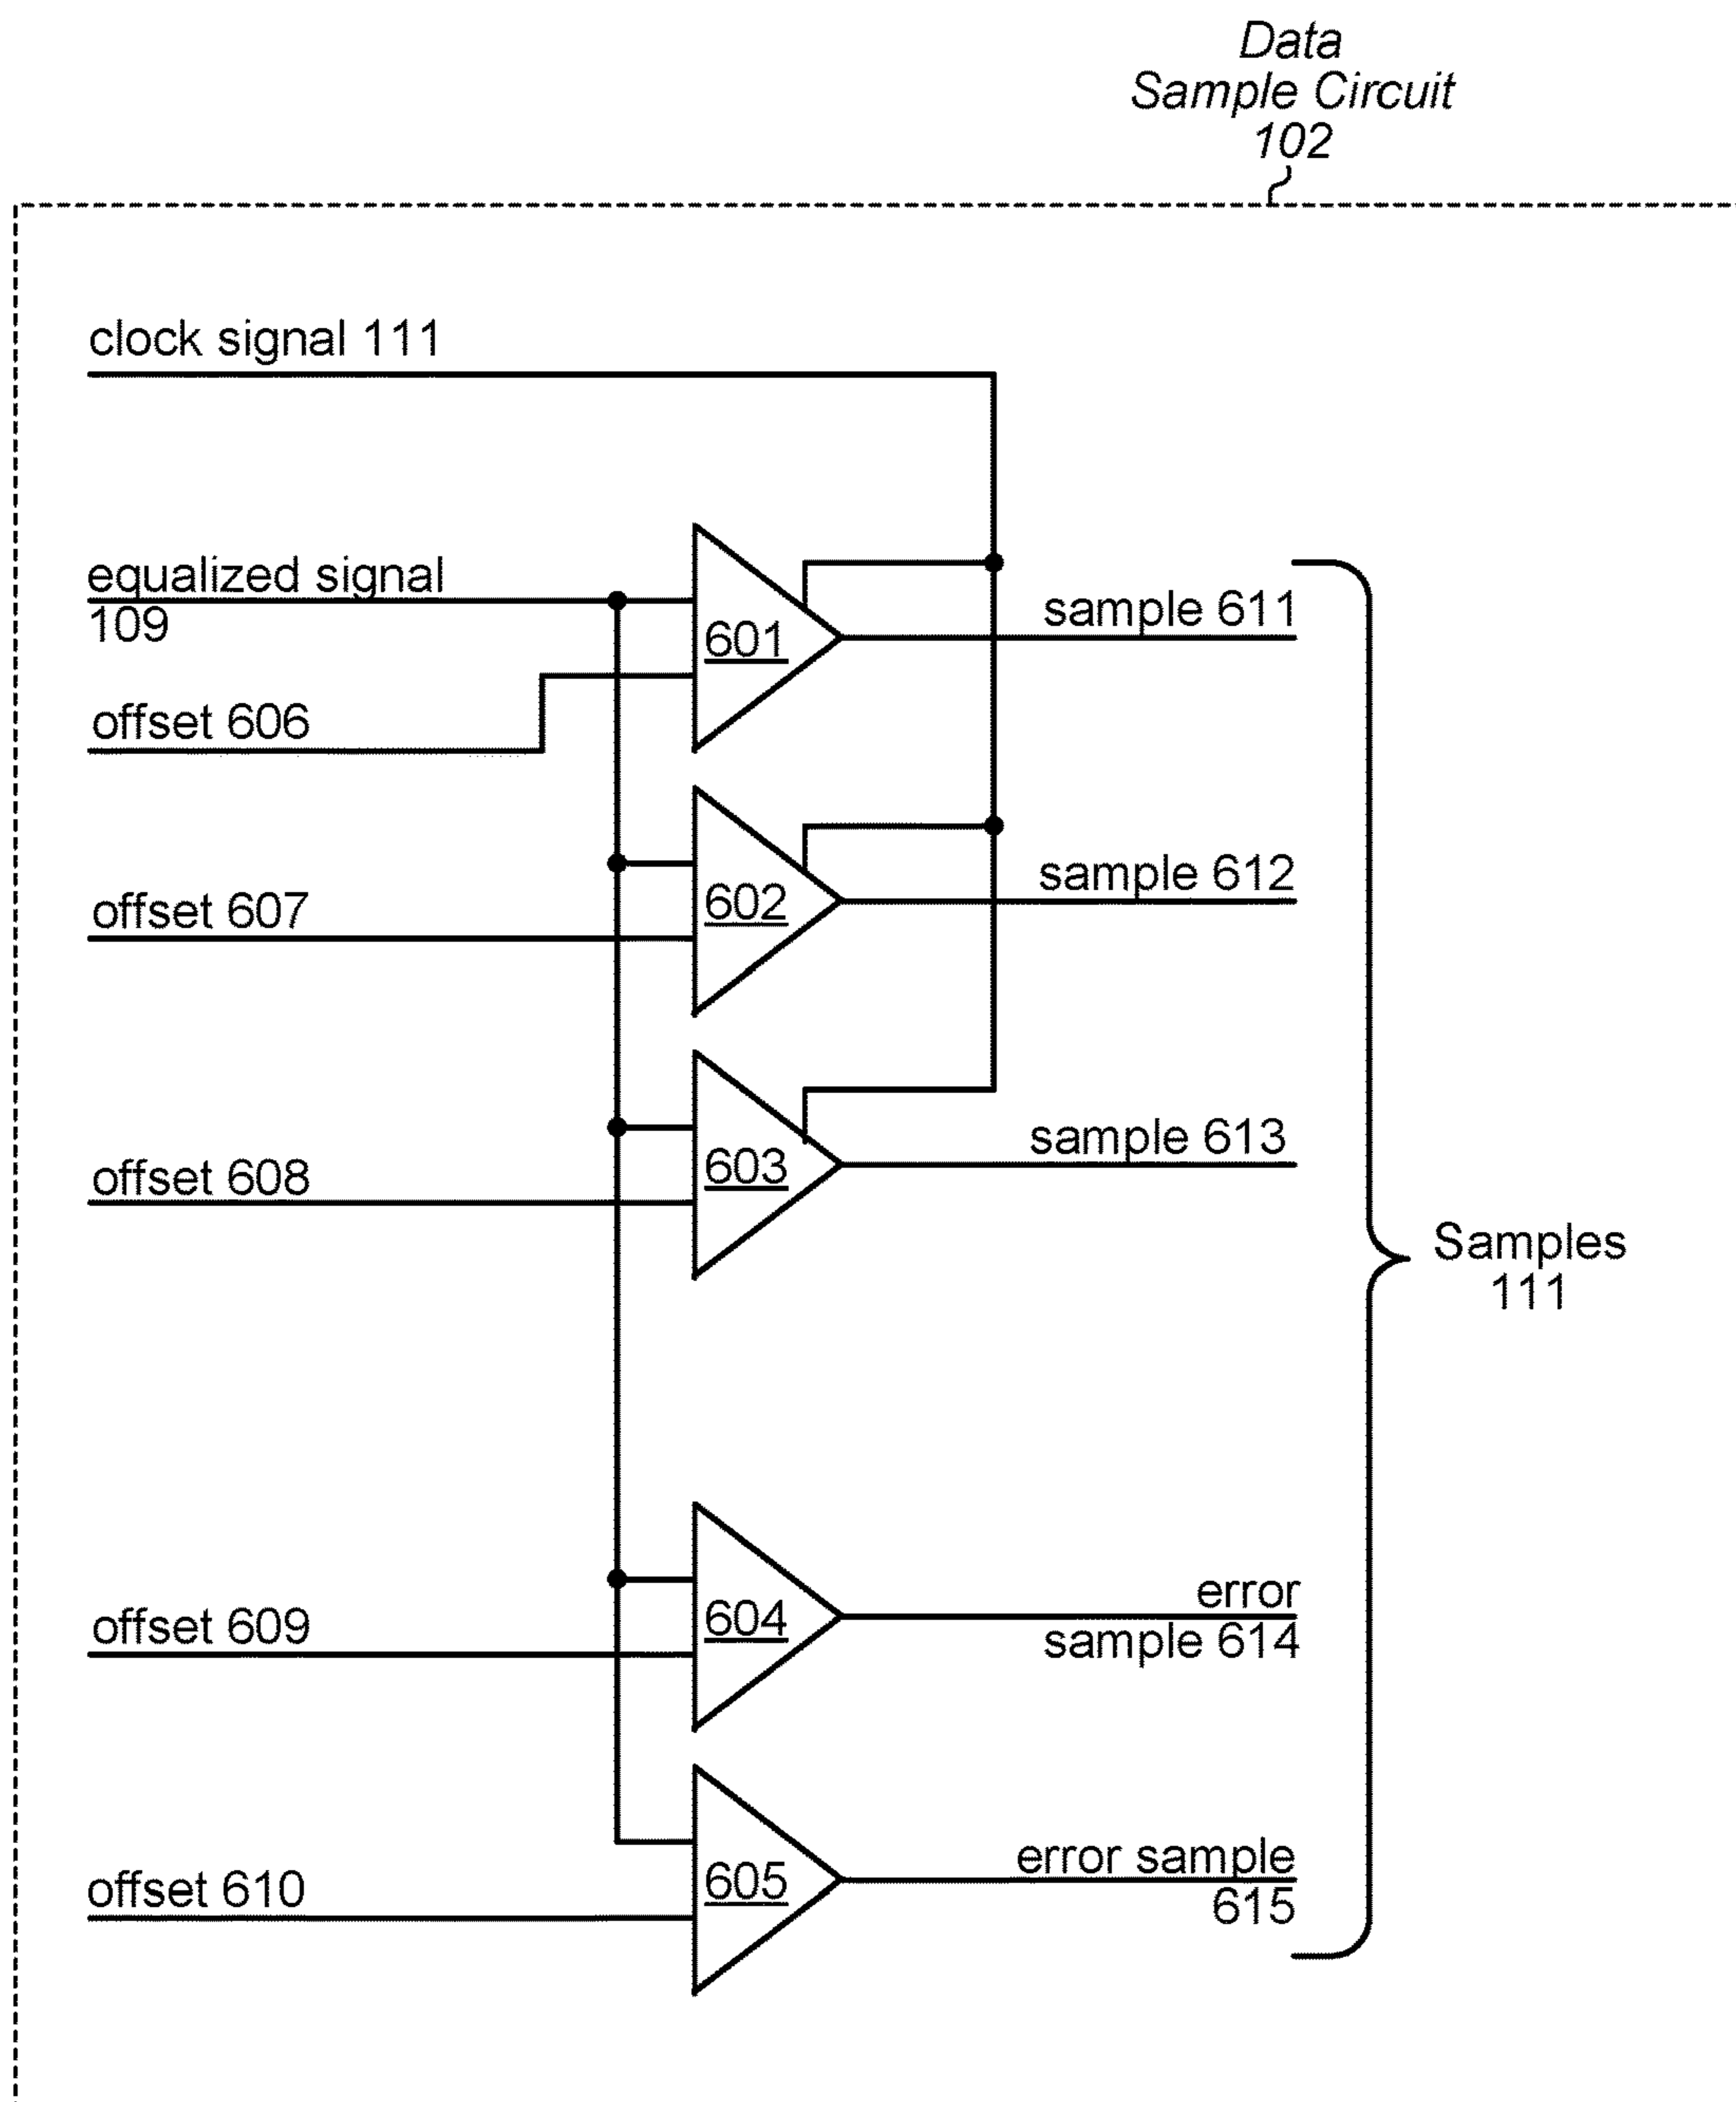 Data
Sample Circuit
102
clock signal 111
equalized signal
109
601
sample 611
offset 606
602
sample 612
offset 607
603
sample 613
offset 608
Samples
111
604
error
sample 614
offset 609
605
error sample
615
offset 610